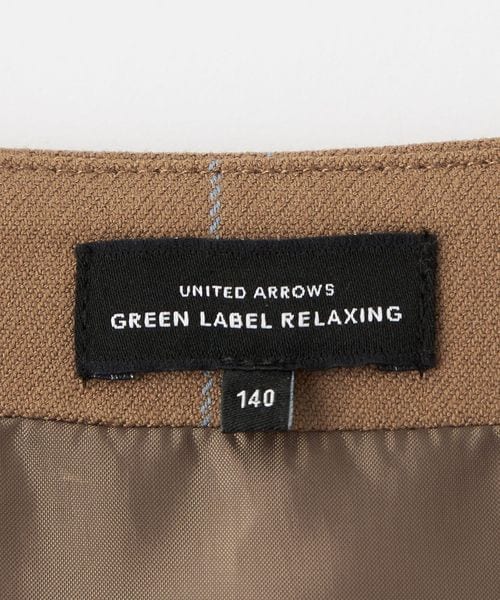 UNITED ARROWS
GREEN LABEL RELAXING
140